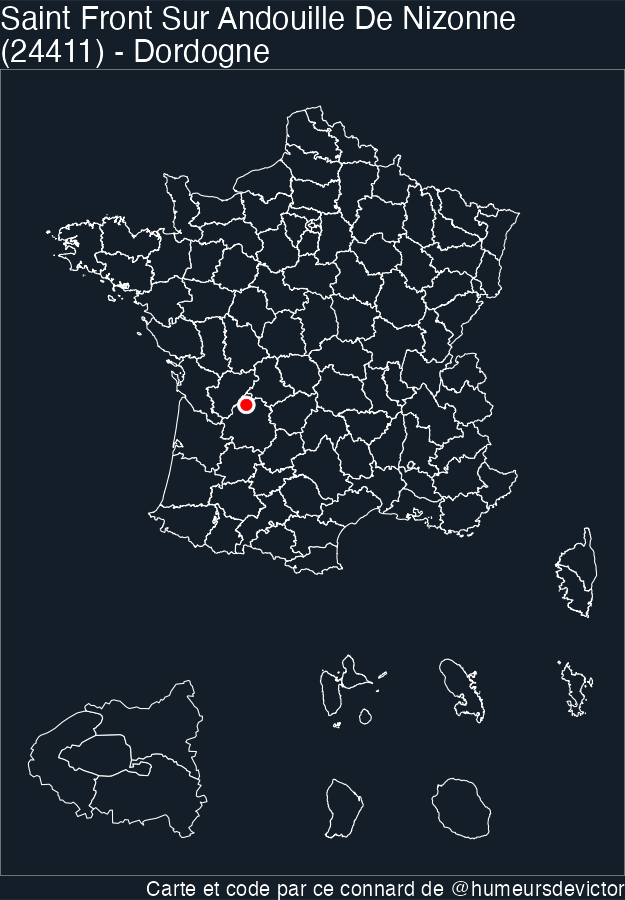 Saint Front Sur Andouille De Nizonne
(24411) - Dordogne
Carte et code par ce connard de @humeursdevictor